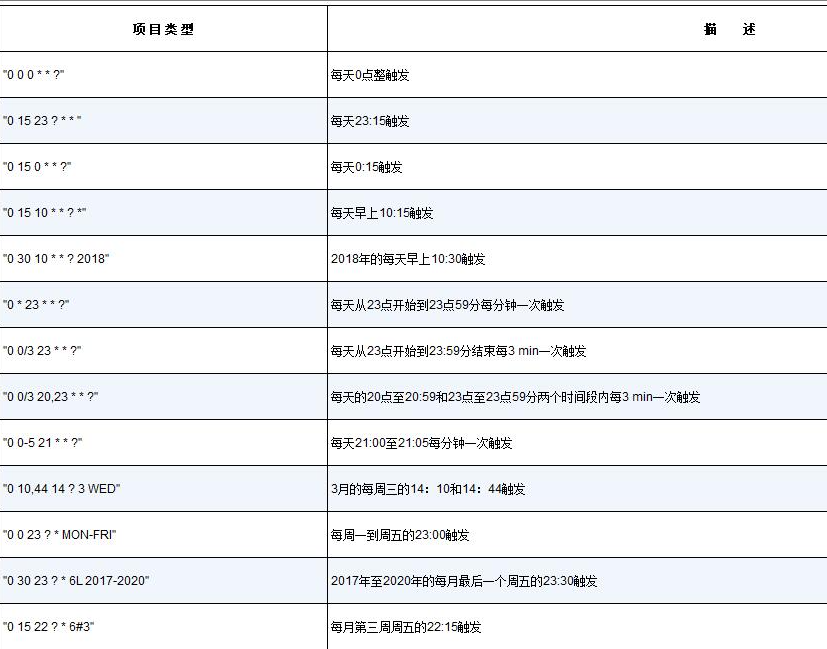 项目类型 描 述
"0 0 0 * * ?" 每天0点整触发
"0 15 23 ? * * " 每天23:15触发
"0 15 0 * * ?" 每天0:15触发
"0 15 10 * * ? *" 每天早上10:15触发
"0 30 10 * * ? 2018" 2018年的每天早上10:30触发
"0 * 23 * * ?" 每天从23点开始到23点59分每分钟一次触发
"0 0/3 23 * * ?" 每天从23点开始到23:59分结束每3 min一次触发
"0 0/3 20,23 * * ?" 每天的20点至20:59和23点至23点59分两个时间段内每3 min一次触发
"0 0-5 21 * * ?" 每天21:00至21:05每分钟一次触发
"0 10,44 14 ? 3 WED" 3月的每周三的14：10和14：44触发
"0 0 23 ? * MON-FRI" 每周一到周五的23:00触发
"0 30 23 ? * 6L 2017-2020" 2017年至2020年的每月最后一个周五的23:30触发
"0 15 22 ? * 6#3" 每月第三周周五的22:15触发